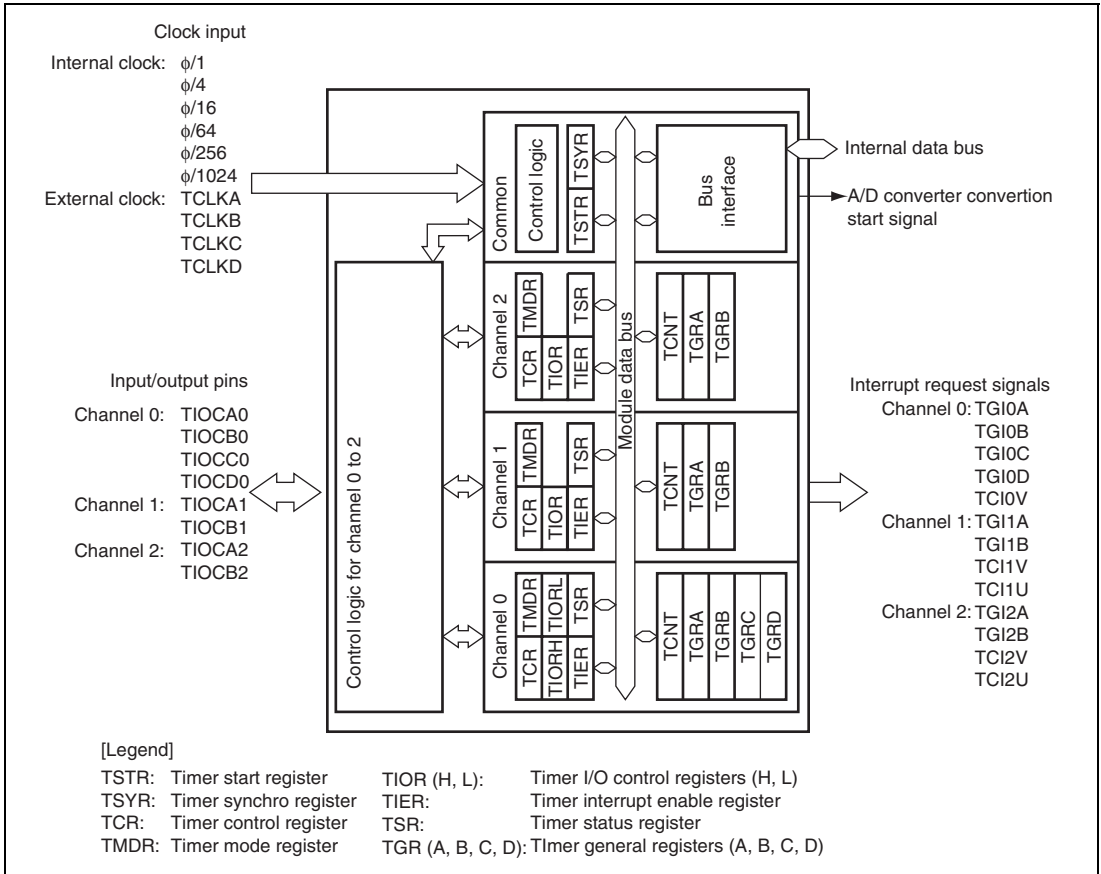 Clock input
Internal clock: ϕ/1
ϕ/4
ϕ/16
ϕ/64
ϕ/256
ϕ/1024
External clock: TCLKA
TCLKB
TCLKC
TCLKD
Input/output pins
Channel 0: TIOCA0
TIOCB0
TIOCC0
TIOCD0
Channel 1: TIOCA1
TIOCB1
Channel 2: TIOCA2
TIOCB2
Control logic for channel 0 to 2
Common
Control logic
TSTR
TSYR
Bus
interface
Channel 2
TCR
TMDR
TIOR
TIER
TSR
TCNT
TGRA
TGRB
Channel 1
TCR
TMDR
TIOR
TIER
TSR
TCNT
TGRA
TGRB
Channel 0
TCR
TMDR
TIORH
TIORL
TIER
TSR
TCNT
TGRA
TGRB
TGRC
TGRD
Module data bus
Internal data bus
A/D converter convertion
start signal
Interrupt request signals
Channel 0: TGI0A
TGI0B
TGI0C
TGI0D
TCI0V
Channel 1: TGI1A
TGI1B
TCI1V
TCI1U
Channel 2: TGI2A
TGI2B
TCI2V
TCI2U
[Legend]
TSTR: Timer start register
TSYR: Timer synchro register
TCR: Timer control register
TMDR: Timer mode register
TIOR (H, L): Timer I/O control registers (H, L)
TIER: Timer interrupt enable register
TSR: Timer status register
TGR (A, B, C, D): TImer general registers (A, B, C, D)